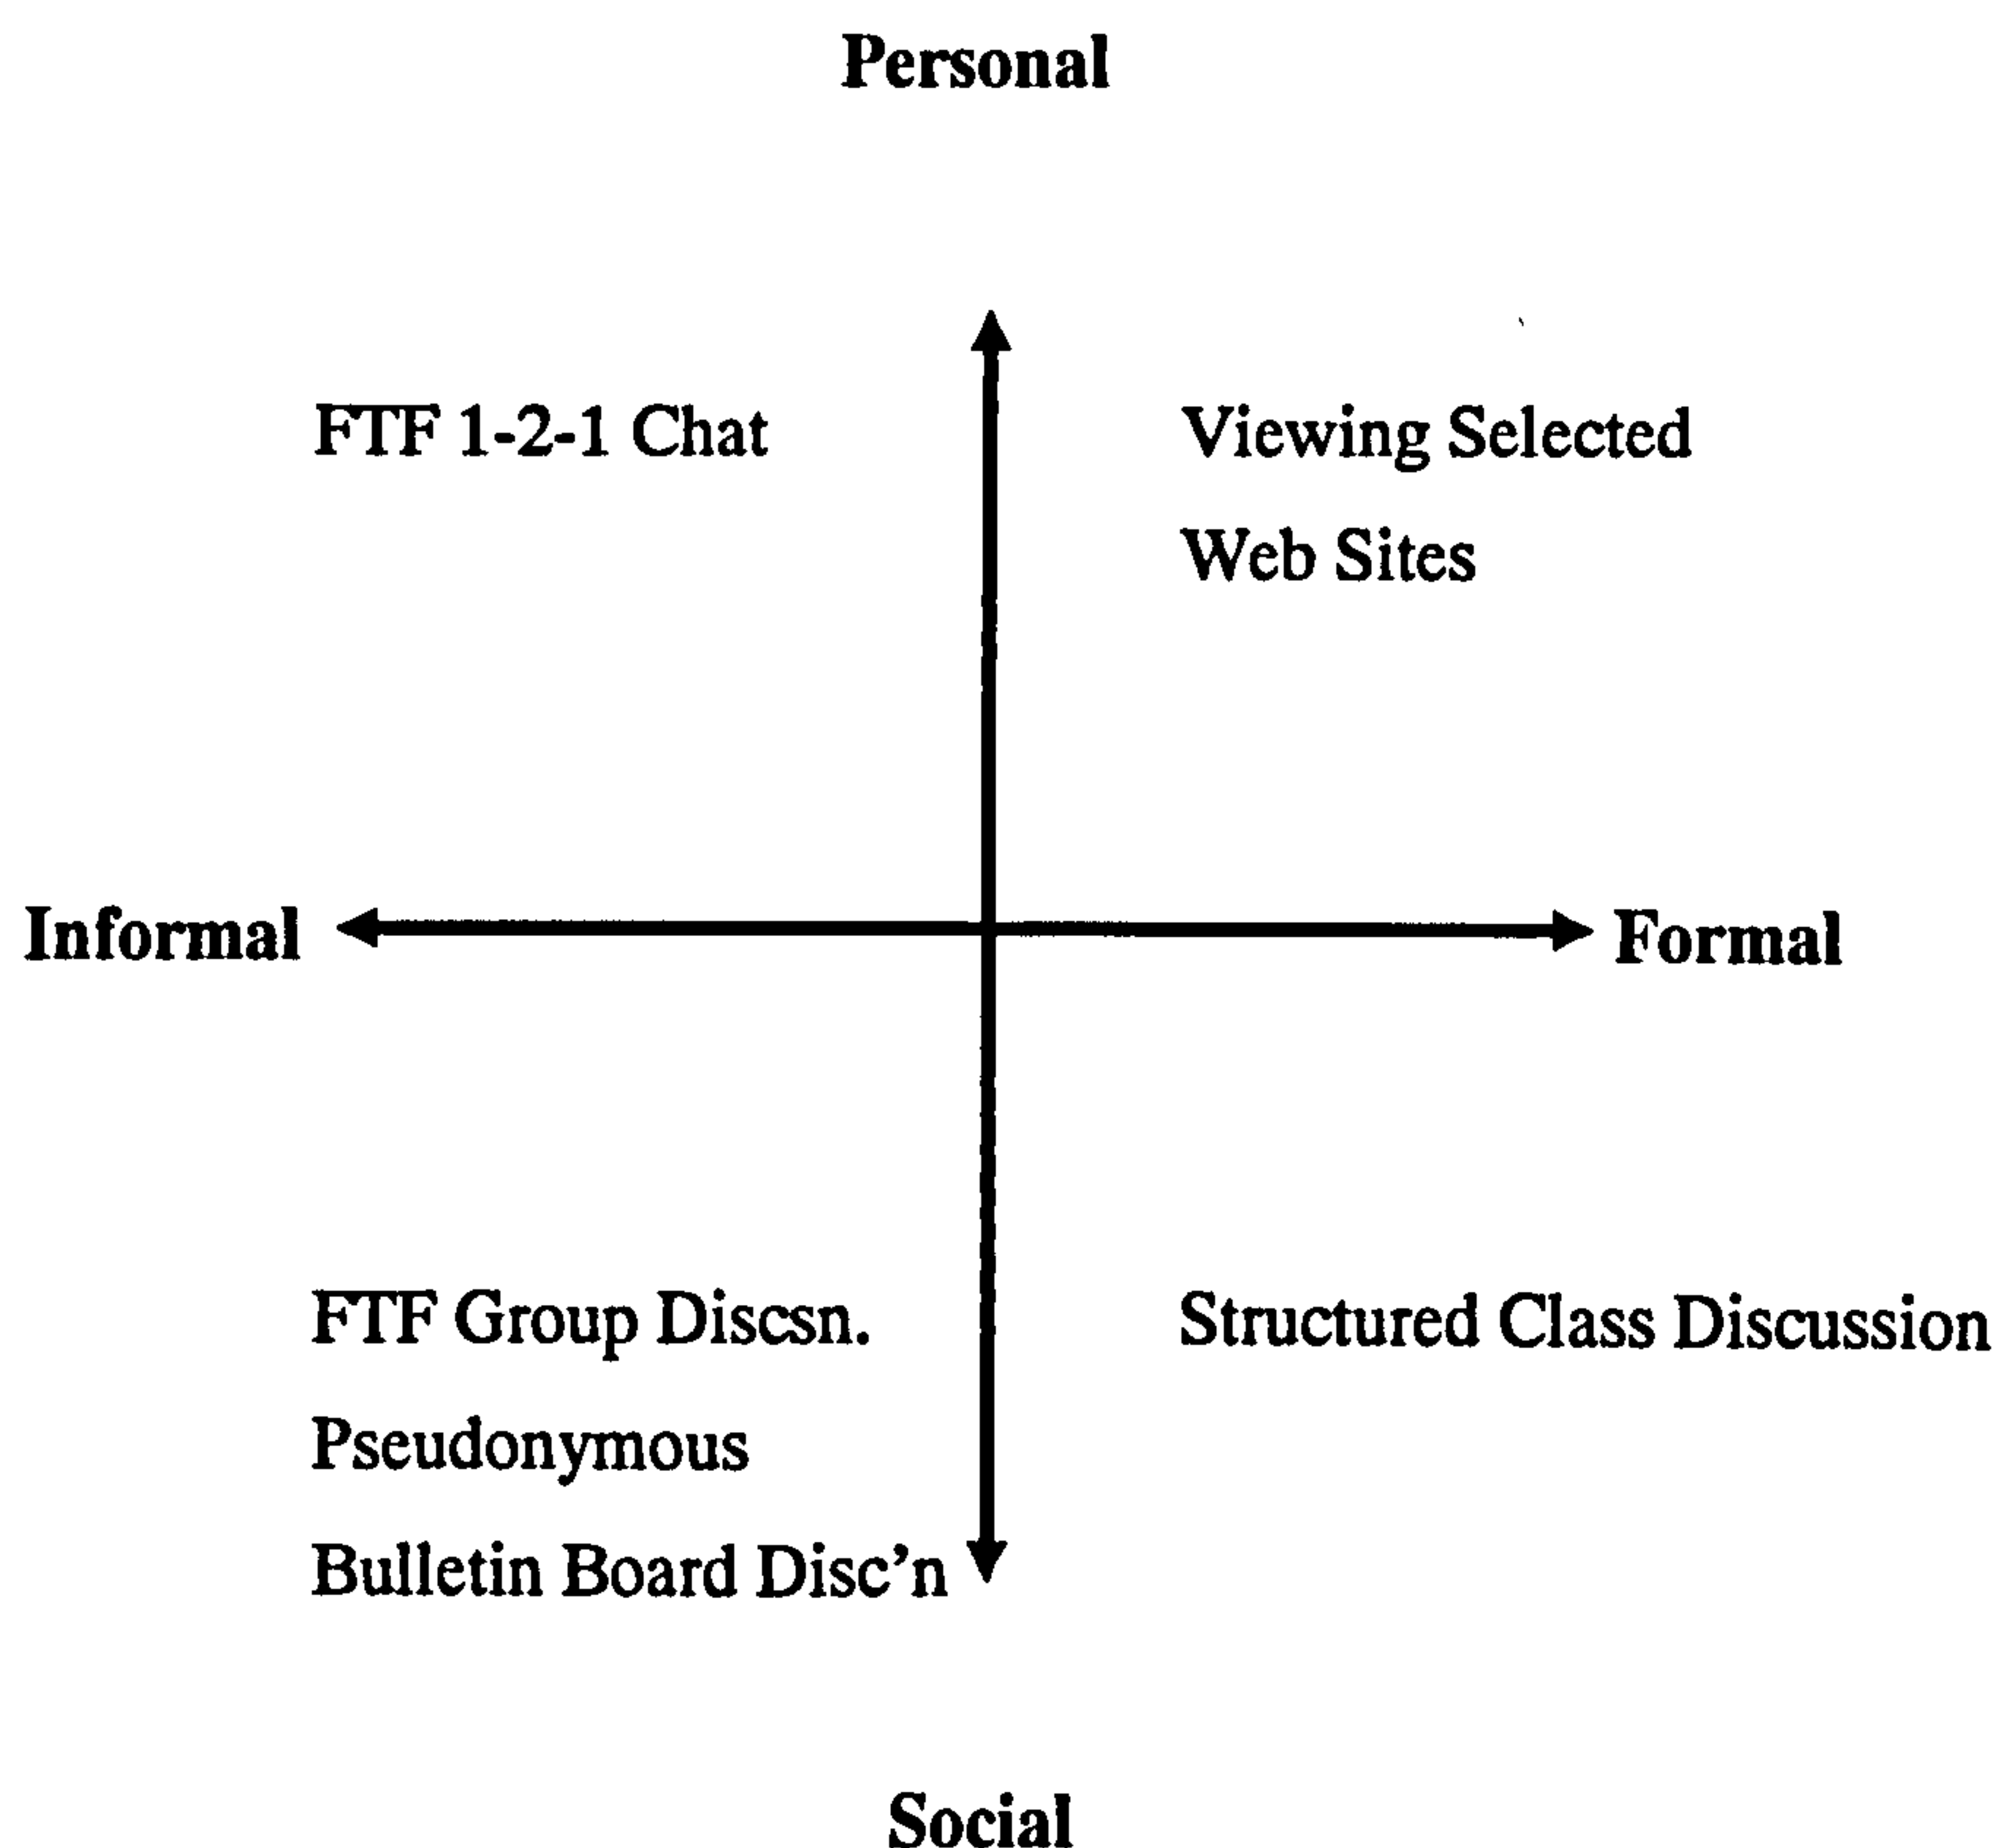 Personal
FTF 1-2-1 Chat
Viewing Selected
Web Sites
Informal
Formal
FTF Group Discsn.
Pseudonymous
Bulletin Board Disc'n
Structured Class Discussion
Social